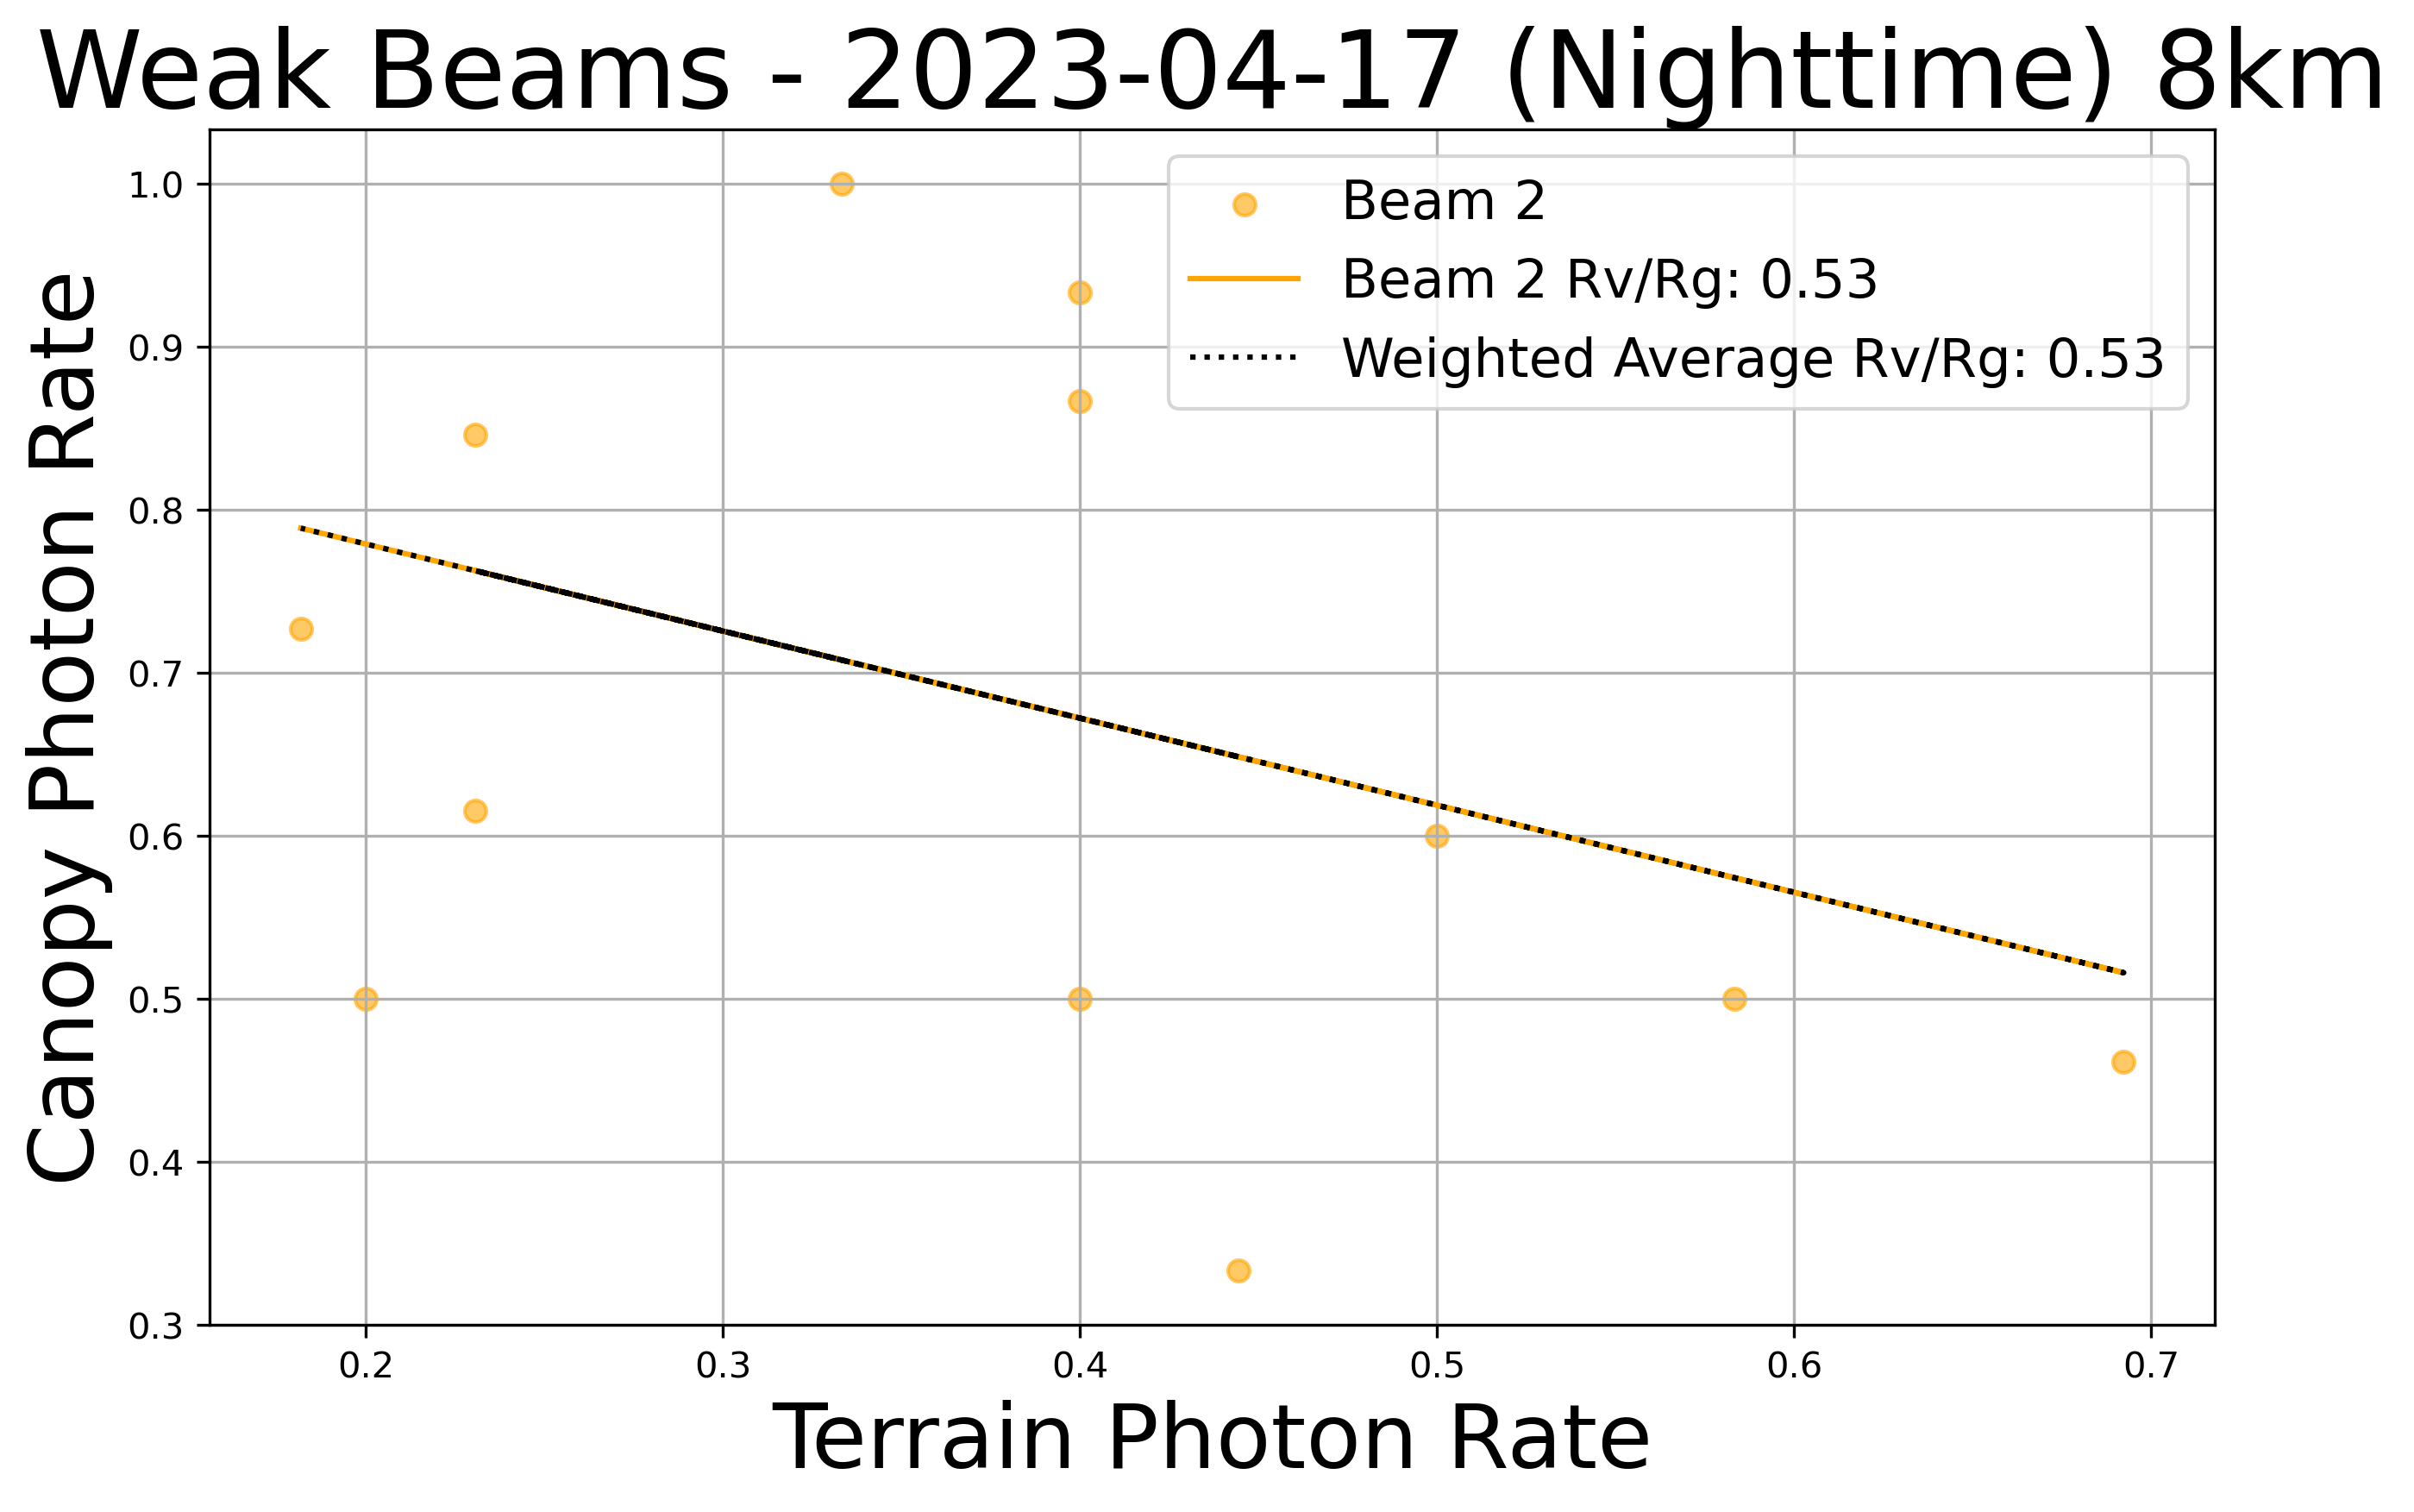 Weak Beams - 2023-04-17 (Nighttime) 8km
Beam 2
Beam 2 Rv/Rg: 0.53
Weighted Average Rv/Rg: 0.53
Canopy Photon Rate
1.0
0.9
0.8
0.7
0.6
0.5
0.4
0.3
0.2 0.3 0.4 0.5 0.6 0.7
Terrain Photon Rate